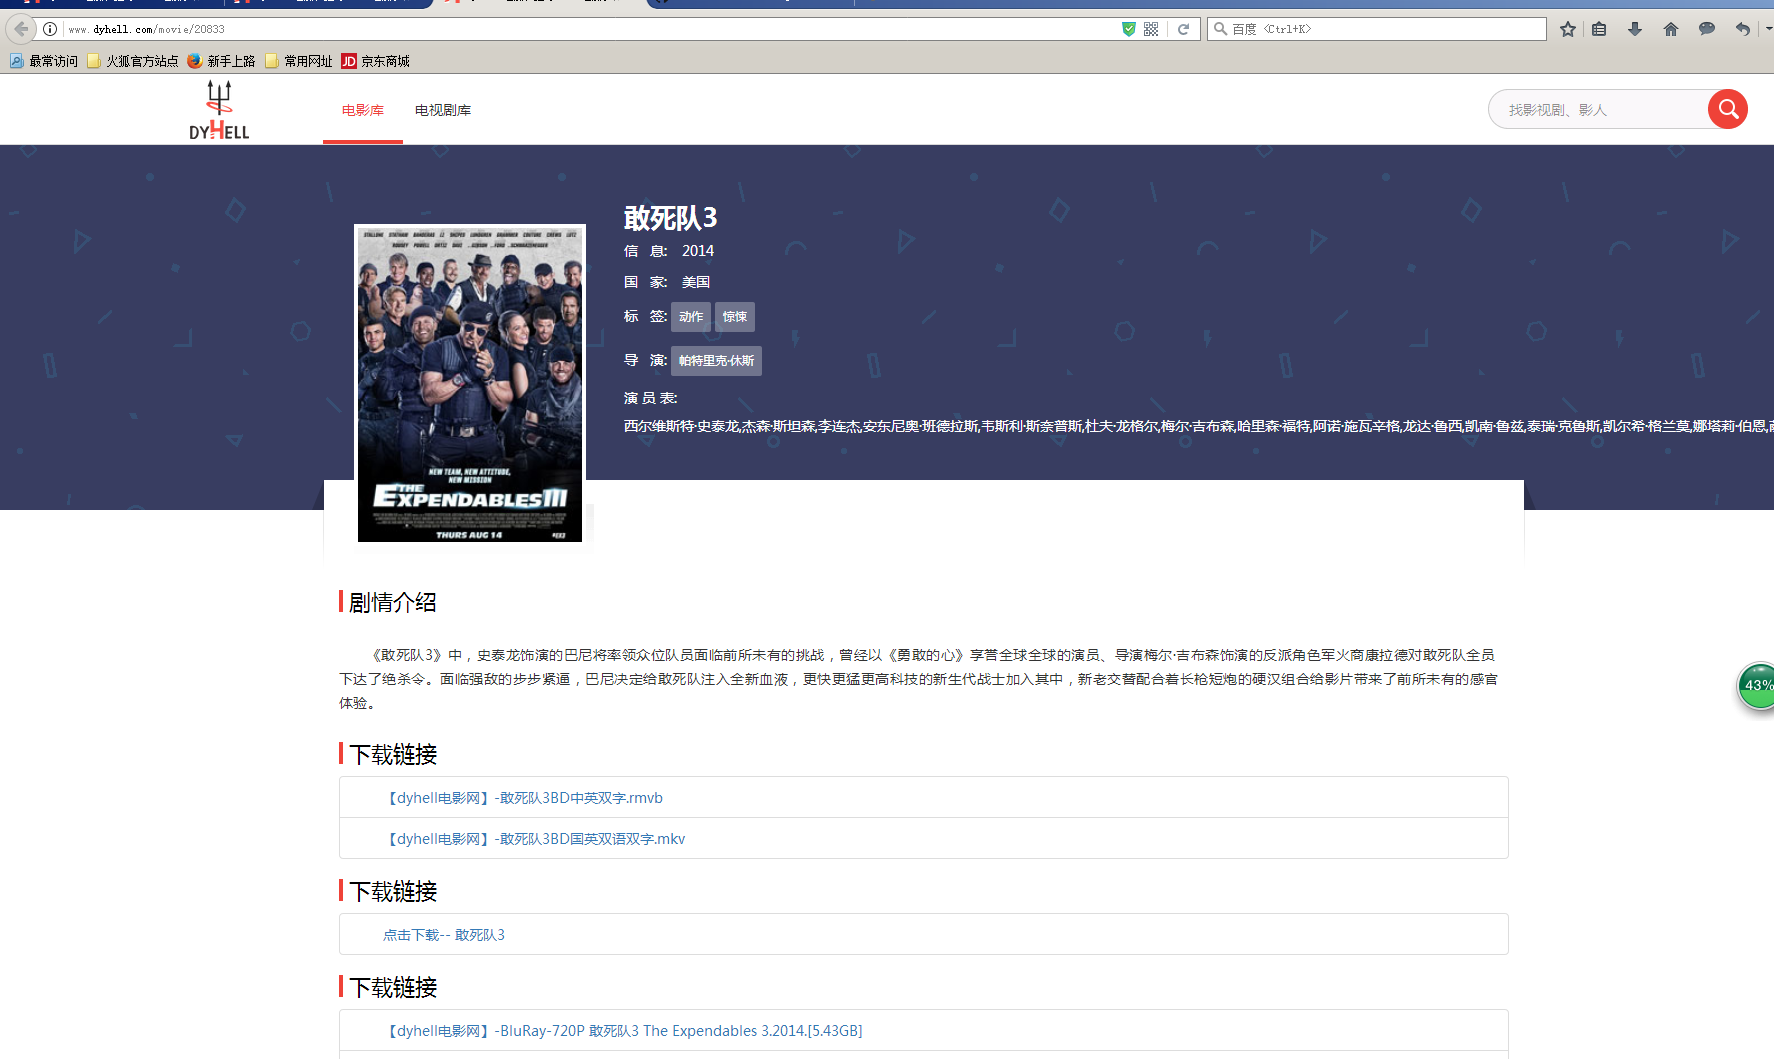 www.dyhell.com/movie/20833
百度 <Ctrl+K>
最常访问 火狐官方站点 新手上路 常用网址 JD 京东商城
DYHELL
电影库 电视剧库
找影视剧、影人
敢死队3
信 息: 2014
国 家: 美国
标 签: 动作 惊悚
导 演: 帕特里克·休斯
演 员 表:
西尔维斯特·史泰龙,杰森·斯坦森,李连杰,安东尼奥·班德拉斯,韦斯利·斯奈普斯,杜夫·龙格尔,梅尔·吉布森,哈里森·福特,阿诺·施瓦辛格,龙达·鲁西,凯南·鲁兹,泰瑞·克鲁斯,凯尔希·格兰莫,娜塔莉·伯恩,
STALLONE STATHAM BANDERAS LI SNIPES LUNDGREN GRAMMER COUTURE CREWS LUTZ
ROUSEY POWELL ORTIZ DAVI GIBSON FORD SCHWARZENEGGER
NEW TEAM, NEW ATTITUDE,
NEW MISSION
THE
EXPENDABLES III
THURS AUG 14
#EX3
剧情介绍
《敢死队3》中，史泰龙饰演的巴尼将率领众位队员面临前所未有的挑战，曾经以《勇敢的心》享誉全球全球的演员、导演梅尔·吉布森饰演的反派角色军火商康拉德对敢死队全员
下达了绝杀令。面临强敌的步步紧逼，巴尼决定给敢死队注入全新血液，更快更猛更高科技的新生代战士加入其中，新老交替配合着长枪短炮的硬汉组合给影片带来了前所未有的感官
体验。
43%
下载链接
【dyhell电影网】-敢死队3BD中英双字.rmvb
【dyhell电影网】-敢死队3BD国英双语双字.mkv
下载链接
点击下载-- 敢死队3
下载链接
【dyhell电影网】-BluRay-720P 敢死队3 The Expendables 3.2014.[5.43GB]